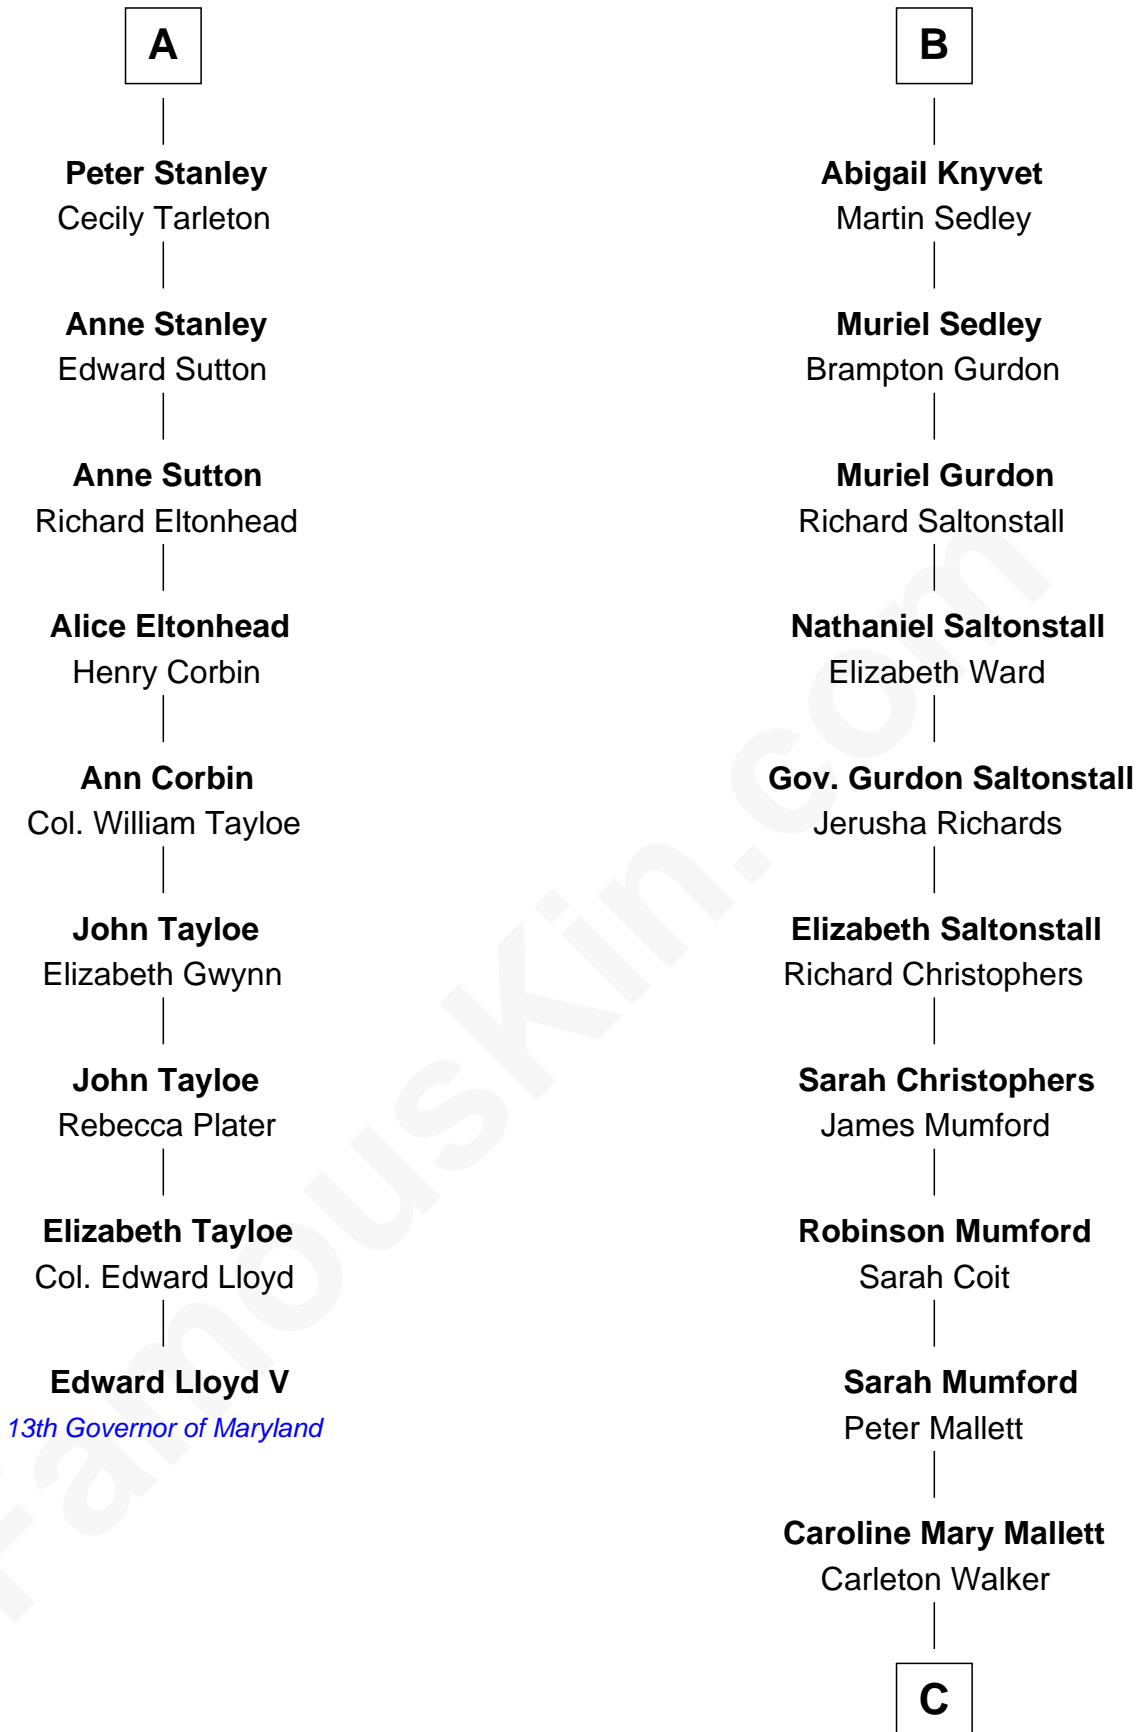 A
Peter Stanley
Cecily Tarleton
Anne Stanley
Edward Sutton
Anne Sutton
Richard Eltonhead
Alice Eltonhead
Henry Corbin
Ann Corbin
Col. William Tayloe
John Tayloe
Elizabeth Gwynn
John Tayloe
Rebecca Plater
Elizabeth Tayloe
Col. Edward Lloyd
Edward Lloyd V
13th Governor of Maryland
B
Abigail Knyvet
Martin Sedley
Muriel Sedley
Brampton Gurdon
Muriel Gurdon
Richard Saltonstall
Nathaniel Saltonstall
Elizabeth Ward
Gov. Gurdon Saltonstall
Jerusha Richards
Elizabeth Saltonstall
Richard Christophers
Sarah Christophers
James Mumford
Robinson Mumford
Sarah Coit
Sarah Mumford
Peter Mallett
Caroline Mary Mallett
Carleton Walker
C
FamousKin.com